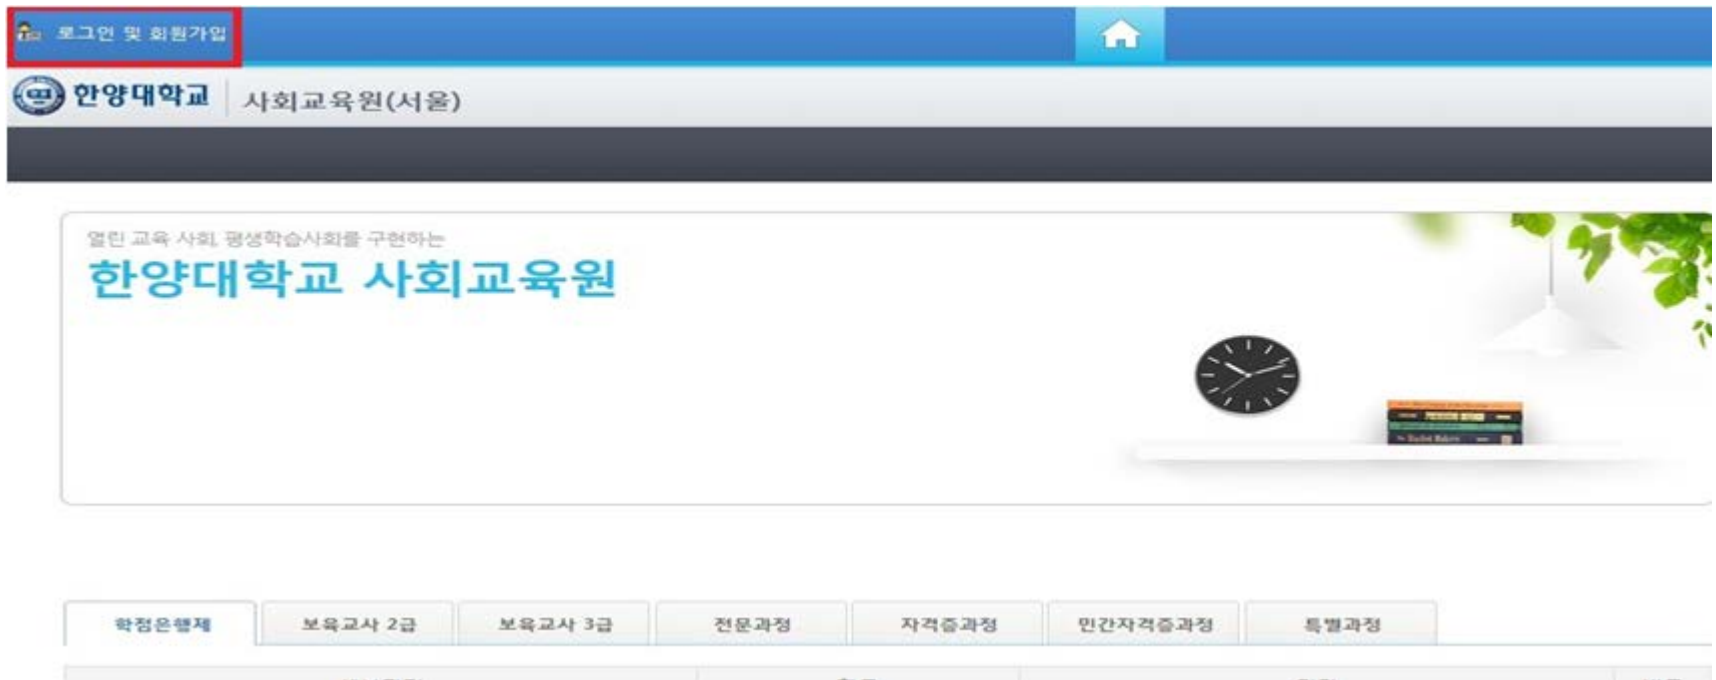 로그인 및 회원가입
한양대학교 사회교육원(서울)
열린 교육 사회, 평생학습사회를 구현하는
한양대학교 사회교육원
학점은행제 보육교사 2급 보육교사 3급 전문과정 자격증과정 민간자격증과정 특별과정